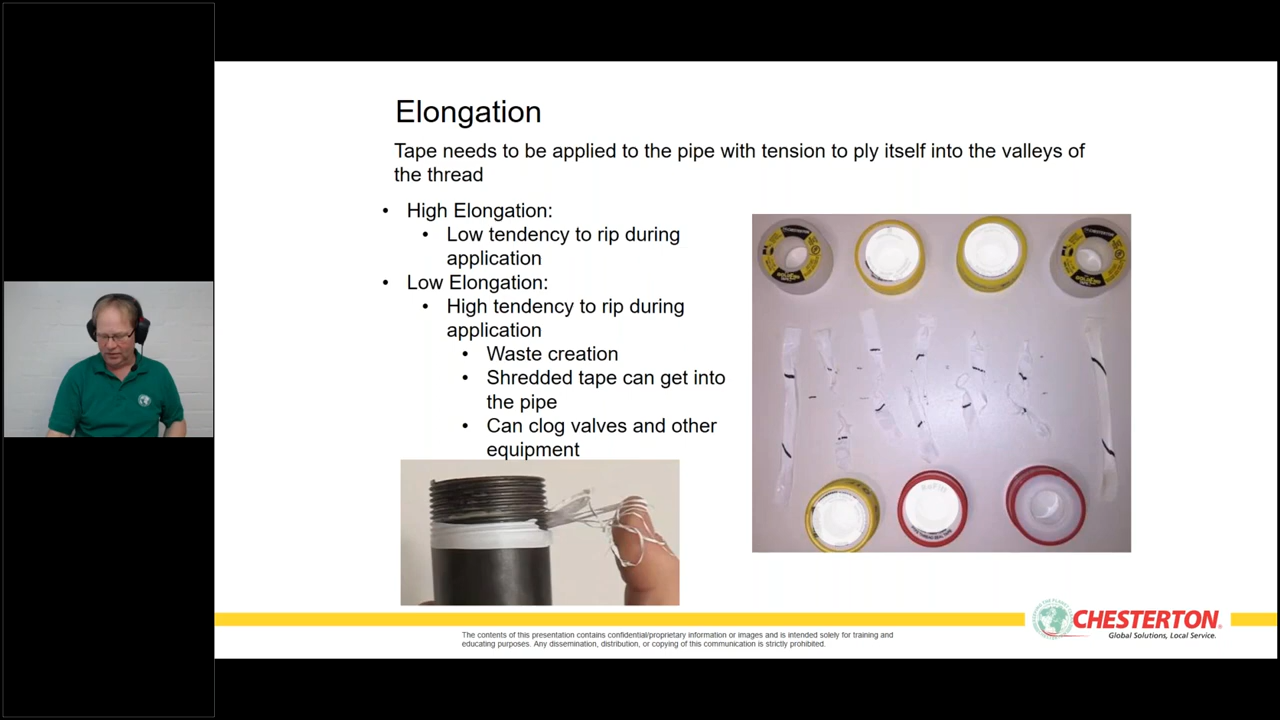 Elongation
Tape needs to be applied to the pipe with tension to ply itself into the valleys of
the thread
• High Elongation:
• Low tendency to rip during
application
• Low Elongation:
• High tendency to rip during
application
• Waste creation
• Shredded tape can get into
the pipe
• Can clog valves and other
equipment
CHESTERTON
CHESTERTON
CHESTERTON®
Global Solutions, Local Service.
The contents of this presentation contains confidential/proprietary information or images and is intended solely for training and
educating purposes. Any dissemination, distribution, or copying of this communication is strictly prohibited.